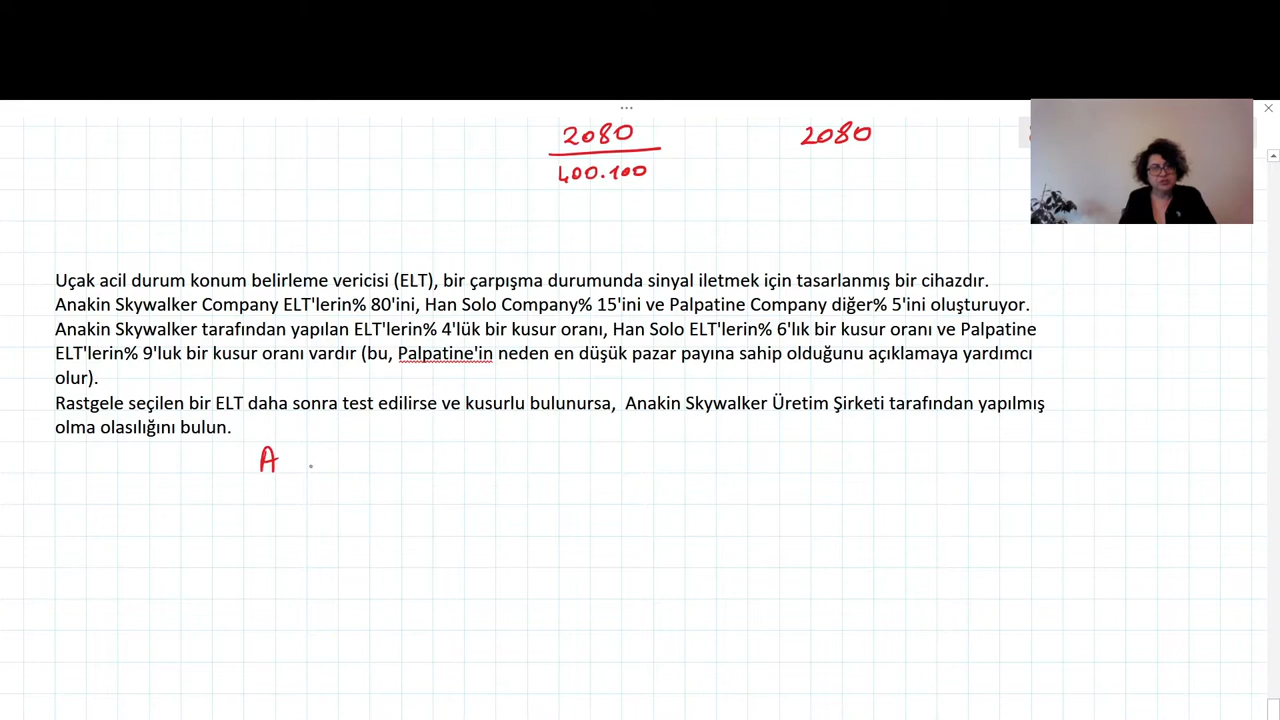 2080
400.100
2080
Uçak acil durum konum belirleme vericisi (ELT), bir çarpışma durumunda sinyal iletmek için tasarlanmış bir cihazdır.
Anakin Skywalker Company ELT'lerin% 80'ini, Han Solo Company% 15'ini ve Palpatine Company diğer% 5'ini oluşturuyor.
Anakin Skywalker tarafından yapılan ELT'lerin% 4'lük bir kusur oranı, Han Solo ELT'lerin% 6'lık bir kusur oranı ve Palpatine
ELT'lerin% 9'luk bir kusur oranı vardır (bu, Palpatine'in neden en düşük pazar payına sahip olduğunu açıklamaya yardımcı
olur).
Rastgele seçilen bir ELT daha sonra test edilirse ve kusurlu bulunursa, Anakin Skywalker Üretim Şirketi tarafından yapılmış
olma olasılığını bulun.
A